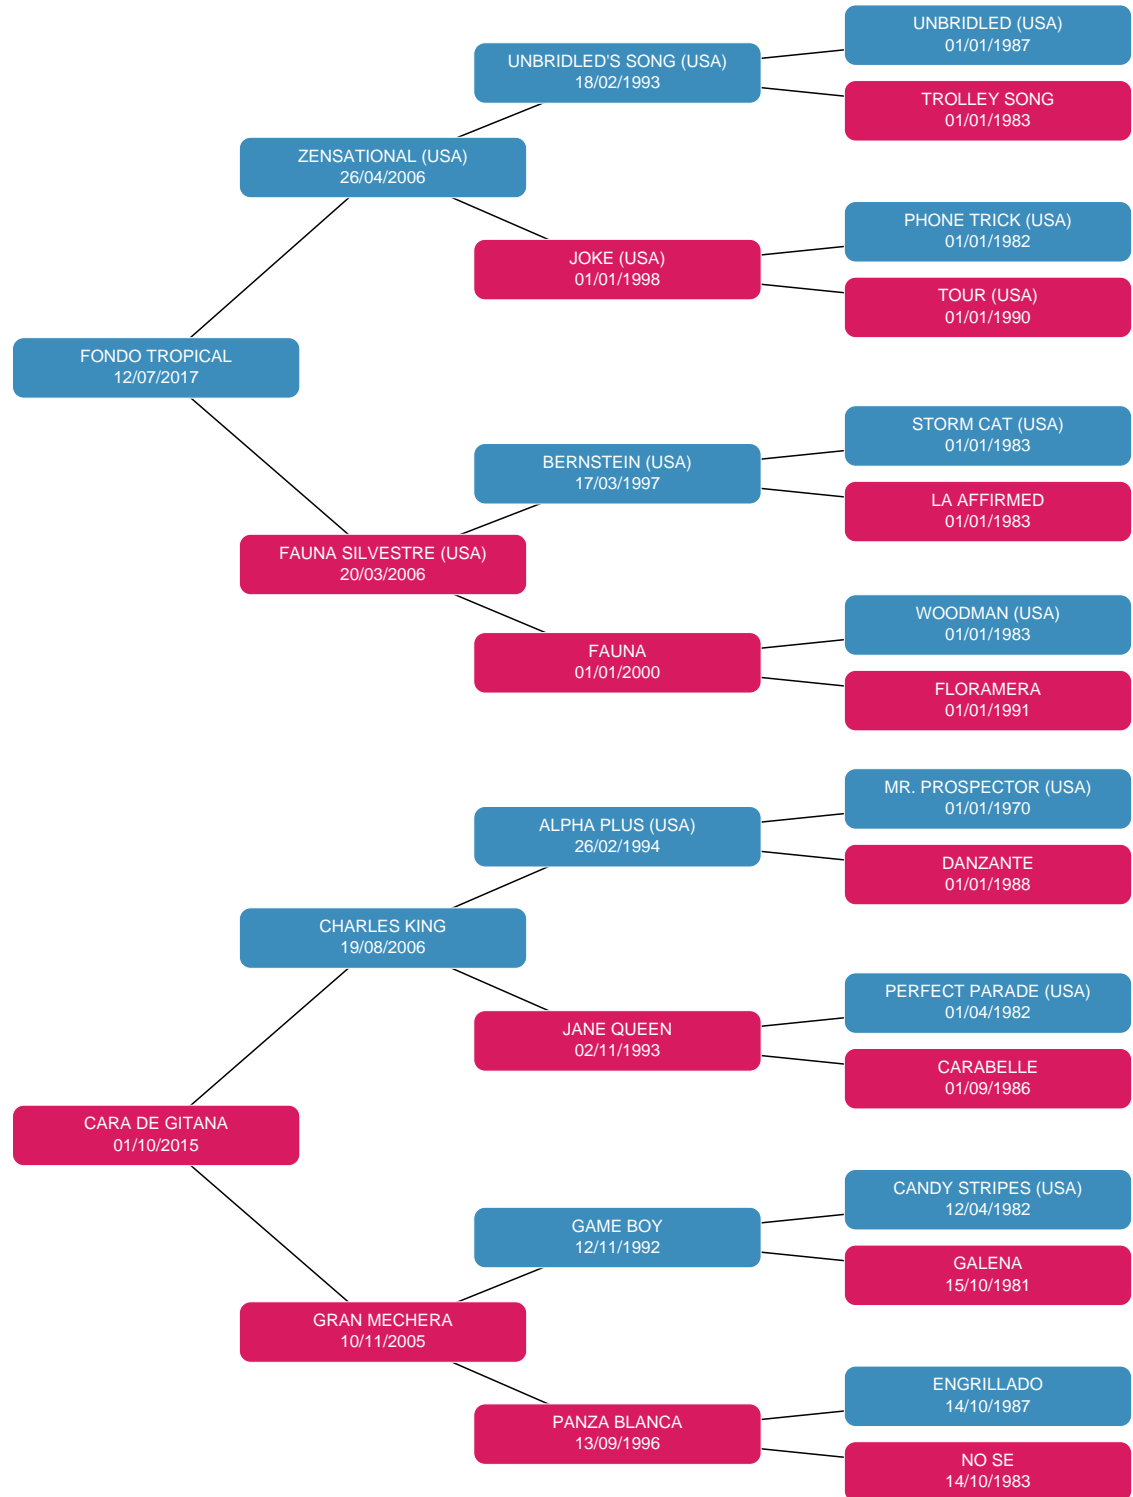 UNBRIDLED (USA)
01/01/1987
UNBRIDLED'S SONG (USA)
18/02/1993
TROLLEY SONG
01/01/1983
ZENSATIONAL (USA)
26/04/2006
PHONE TRICK (USA)
01/01/1982
JOKE (USA)
01/01/1998
TOUR (USA)
01/01/1990
FONDO TROPICAL
12/07/2017
STORM CAT (USA)
01/01/1983
BERNSTEIN (USA)
17/03/1997
LA AFFIRMED
01/01/1983
FAUNA SILVESTRE (USA)
20/03/2006
WOODMAN (USA)
01/01/1983
FAUNA
01/01/2000
FLORAMERA
01/01/1991
MR. PROSPECTOR (USA)
01/01/1970
ALPHA PLUS (USA)
26/02/1994
DANZANTE
01/01/1988
CHARLES KING
19/08/2006
PERFECT PARADE (USA)
01/04/1982
JANE QUEEN
02/11/1993
CARABELLE
01/09/1986
CARA DE GITANA
01/10/2015
CANDY STRIPES (USA)
12/04/1982
GAME BOY
12/11/1992
GALENA
15/10/1981
GRAN MECHERA
10/11/2005
ENGRILLADO
14/10/1987
PANZA BLANCA
13/09/1996
NO SE
14/10/1983